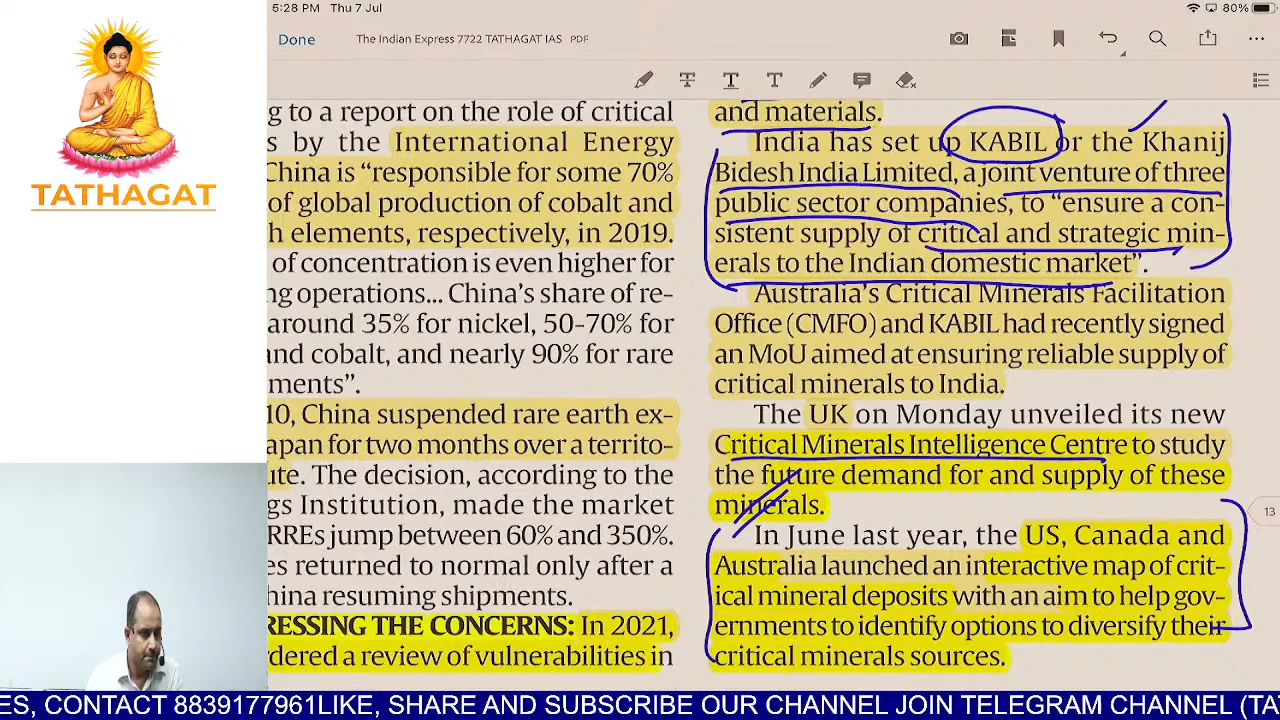 5:28 PM Thu 7 Jul
80%
Done
The Indian Express 7722 TATHAGAT IAS PDF
TATHAGAT
g to a report on the role of critical
s by the International Energy
China is “responsible for some 70%
of global production of cobalt and
h elements, respectively, in 2019.
of concentration is even higher for
ng operations... China’s share of re-
around 35% for nickel, 50-70% for
and cobalt, and nearly 90% for rare
ments”.
10, China suspended rare earth ex-
apan for two months over a territo-
ute. The decision, according to the
gs Institution, made the market
RREs jump between 60% and 350%.
es returned to normal only after a
hina resuming shipments.
RESSING THE CONCERNS: In 2021,
rdered a review of vulnerabilities in
and materials.
India has set up KABIL or the Khanij
Bidesh India Limited, a joint venture of three
public sector companies, to “ensure a con-
sistent supply of critical and strategic min-
erals to the Indian domestic market”.
Australia’s Critical Minerals Facilitation
Office (CMFO) and KABIL had recently signed
an MoU aimed at ensuring reliable supply of
critical minerals to India.
The UK on Monday unveiled its new
Critical Minerals Intelligence Centre to study
the future demand for and supply of these
minerals.
In June last year, the US, Canada and
Australia launched an interactive map of crit-
ical mineral deposits with an aim to help gov-
ernments to identify options to diversify their
critical minerals sources.
13
ES, CONTACT 8839177961LIKE, SHARE AND SUBSCRIBE OUR CHANNEL JOIN TELEGRAM CHANNEL (TA